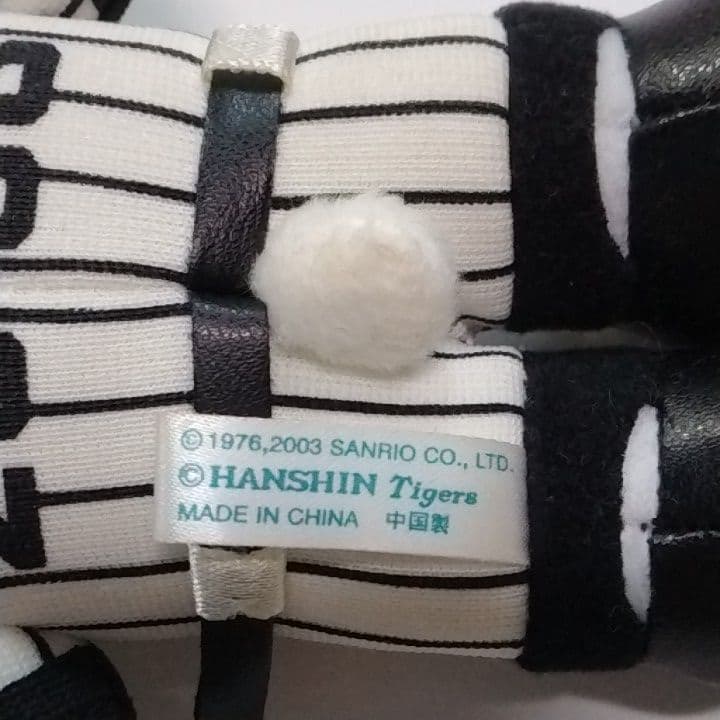 © 1976,2003 SANRIO CO., LTD.
© HANSHIN Tigers
MADE IN CHINA 中国製